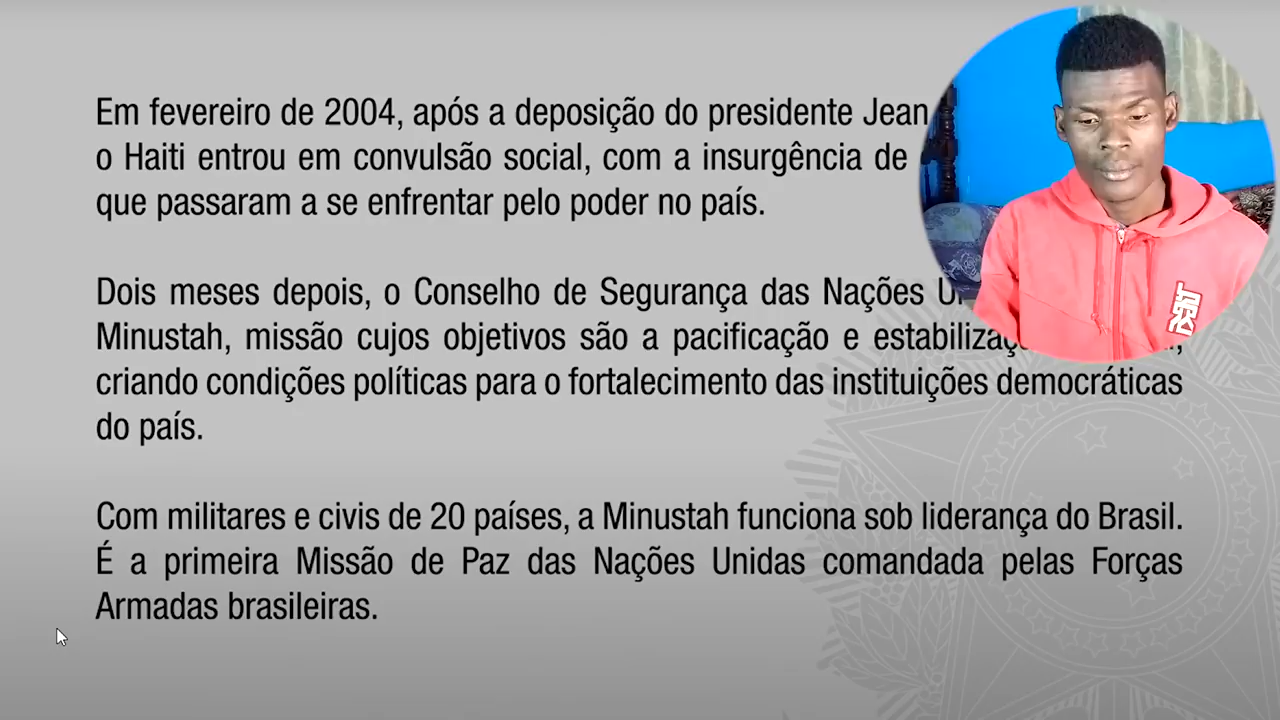 Em fevereiro de 2004, após a deposição do presidente Jean
o Haiti entrou em convulsão social, com a insurgência de
que passaram a se enfrentar pelo poder no país.
Dois meses depois, o Conselho de Segurança das Nações
Minustah, missão cujos objetivos são a pacificação e
criando condições políticas para o fortalecimento das instituições democráticas
do país.
Com militares e civis de 20 países, a Minustah funciona sob liderança do Brasil.
É a primeira Missão de Paz das Nações Unidas comandada pelas Forças
Armadas brasileiras.